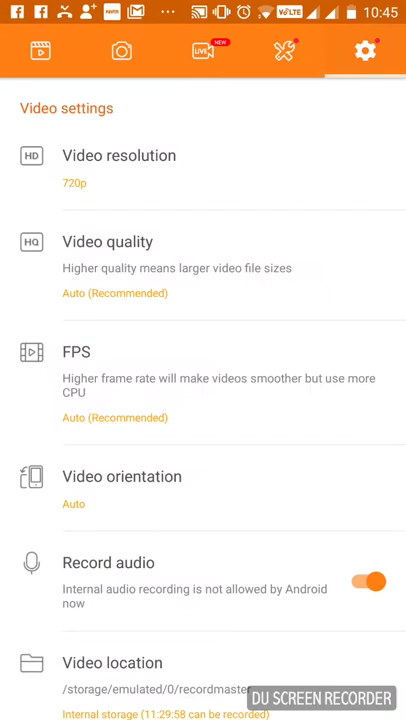 Paytm
VoLTE
10:45
LIVE
NEW
Video settings
HD
Video resolution
720p
HQ
Video quality
Higher quality means larger video file sizes
Auto (Recommended)
FPS
Higher frame rate will make videos smoother but use more
CPU
Auto (Recommended)
Video orientation
Auto
Record audio
Internal audio recording is not allowed by Android
now
Video location
/storage/emulated/0/recordmaster
DU SCREEN RECORDER
Internal storage (11:29:58 can be recorded)